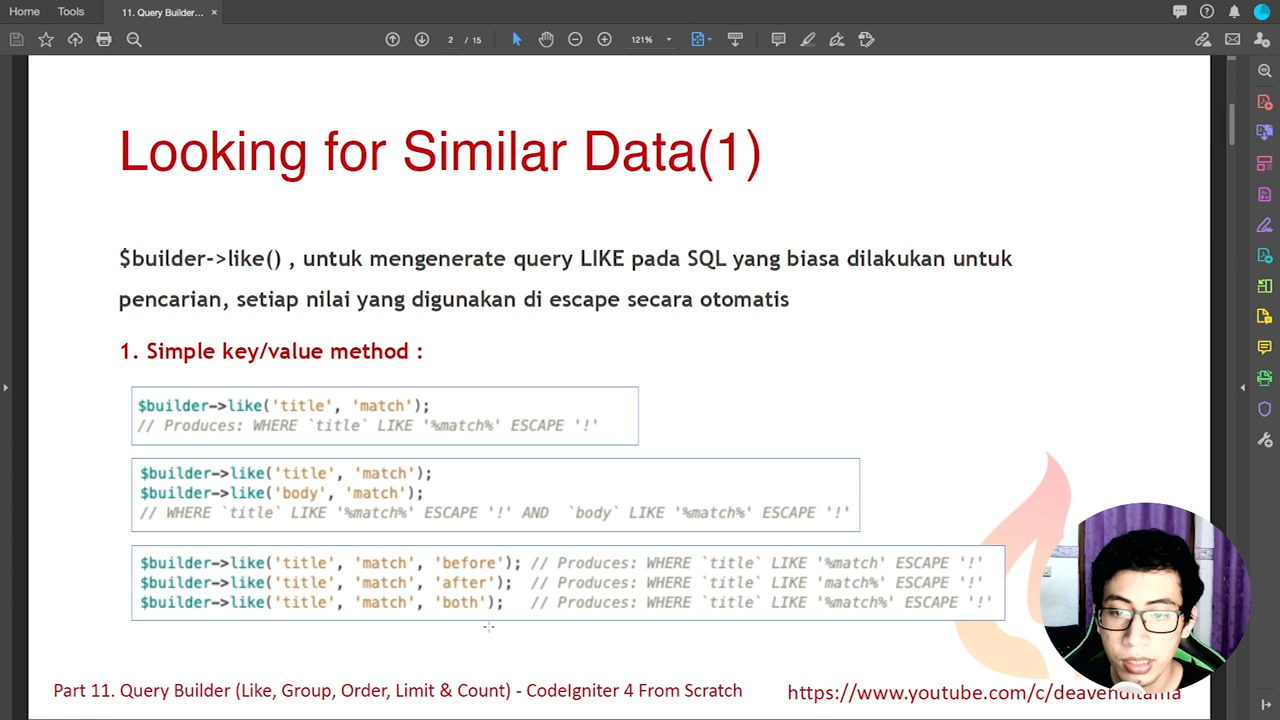 Home Tools 11. Query Builder... ×
2 / 15 121%
Looking for Similar Data(1)
$builder->like() , untuk mengenerate query LIKE pada SQL yang biasa dilakukan untuk
pencarian, setiap nilai yang digunakan di escape secara otomatis
1. Simple key/value method :
$builder->like('title', 'match');
// Produces: WHERE `title` LIKE '%match%' ESCAPE '!'
$builder->like('title', 'match');
$builder->like('body', 'match');
// WHERE `title` LIKE '%match%' ESCAPE '!' AND `body` LIKE '%match%' ESCAPE '!'
$builder->like('title', 'match', 'before'); // Produces: WHERE `title` LIKE '%match' ESCAPE '!'
$builder->like('title', 'match', 'after'); // Produces: WHERE `title` LIKE 'match%' ESCAPE '!'
$builder->like('title', 'match', 'both'); // Produces: WHERE `title` LIKE '%match%' ESCAPE '!'
Part 11. Query Builder (Like, Group, Order, Limit & Count) - CodeIgniter 4 From Scratch
https://www.youtube.com/c/deavenditama